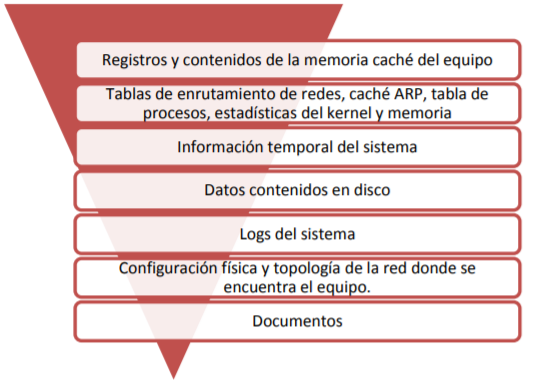 Registros y contenidos de la memoria caché del equipo
Tablas de enrutamiento de redes, caché ARP, tabla de
procesos, estadísticas del kernel y memoria
Información temporal del sistema
Datos contenidos en disco
Logs del sistema
Configuración física y topología de la red donde se
encuentra el equipo.
Documentos